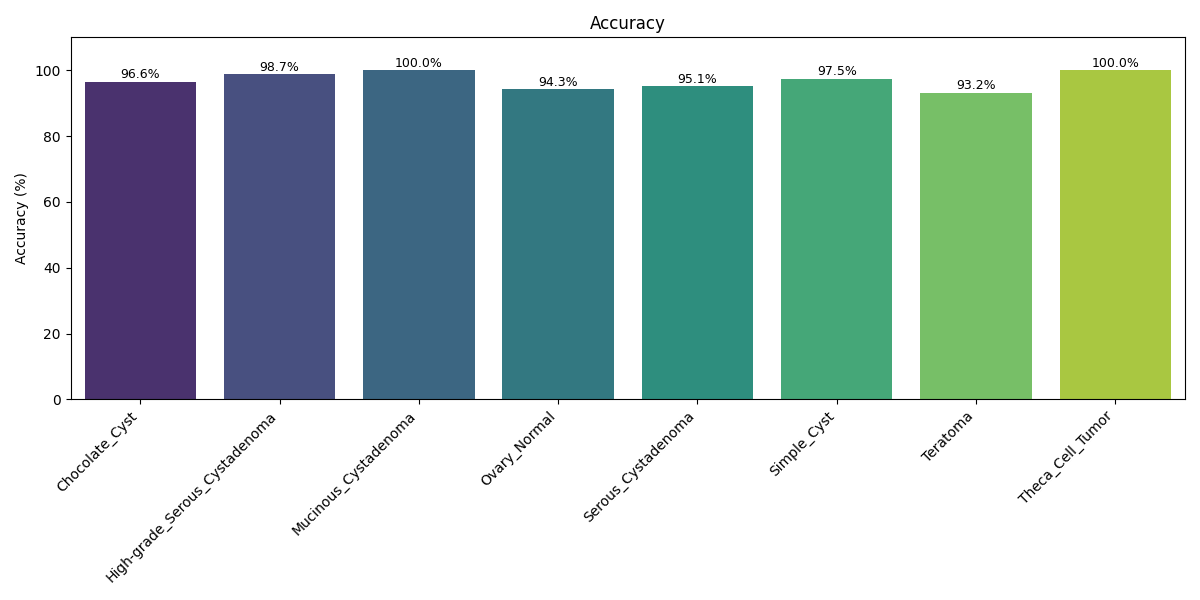 Accuracy
Accuracy (%)
100
80
60
40
20
0
96.6%
98.7%
100.0%
94.3%
95.1%
97.5%
93.2%
100.0%
Chocolate_Cyst
High-grade_Serous_Cystadenoma
Mucinous_Cystadenoma
Ovary_Normal
Serous_Cystadenoma
Simple_Cyst
Teratoma
Theca_Cell_Tumor